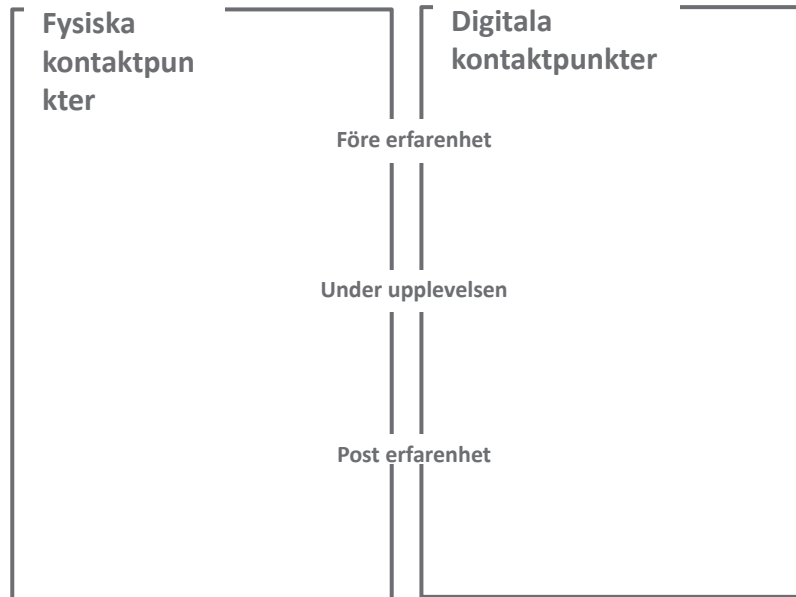 Fysiska
kontaktpun
kter
Digitala
kontaktpunkter
Före erfarenhet
Under upplevelsen
Post erfarenhet